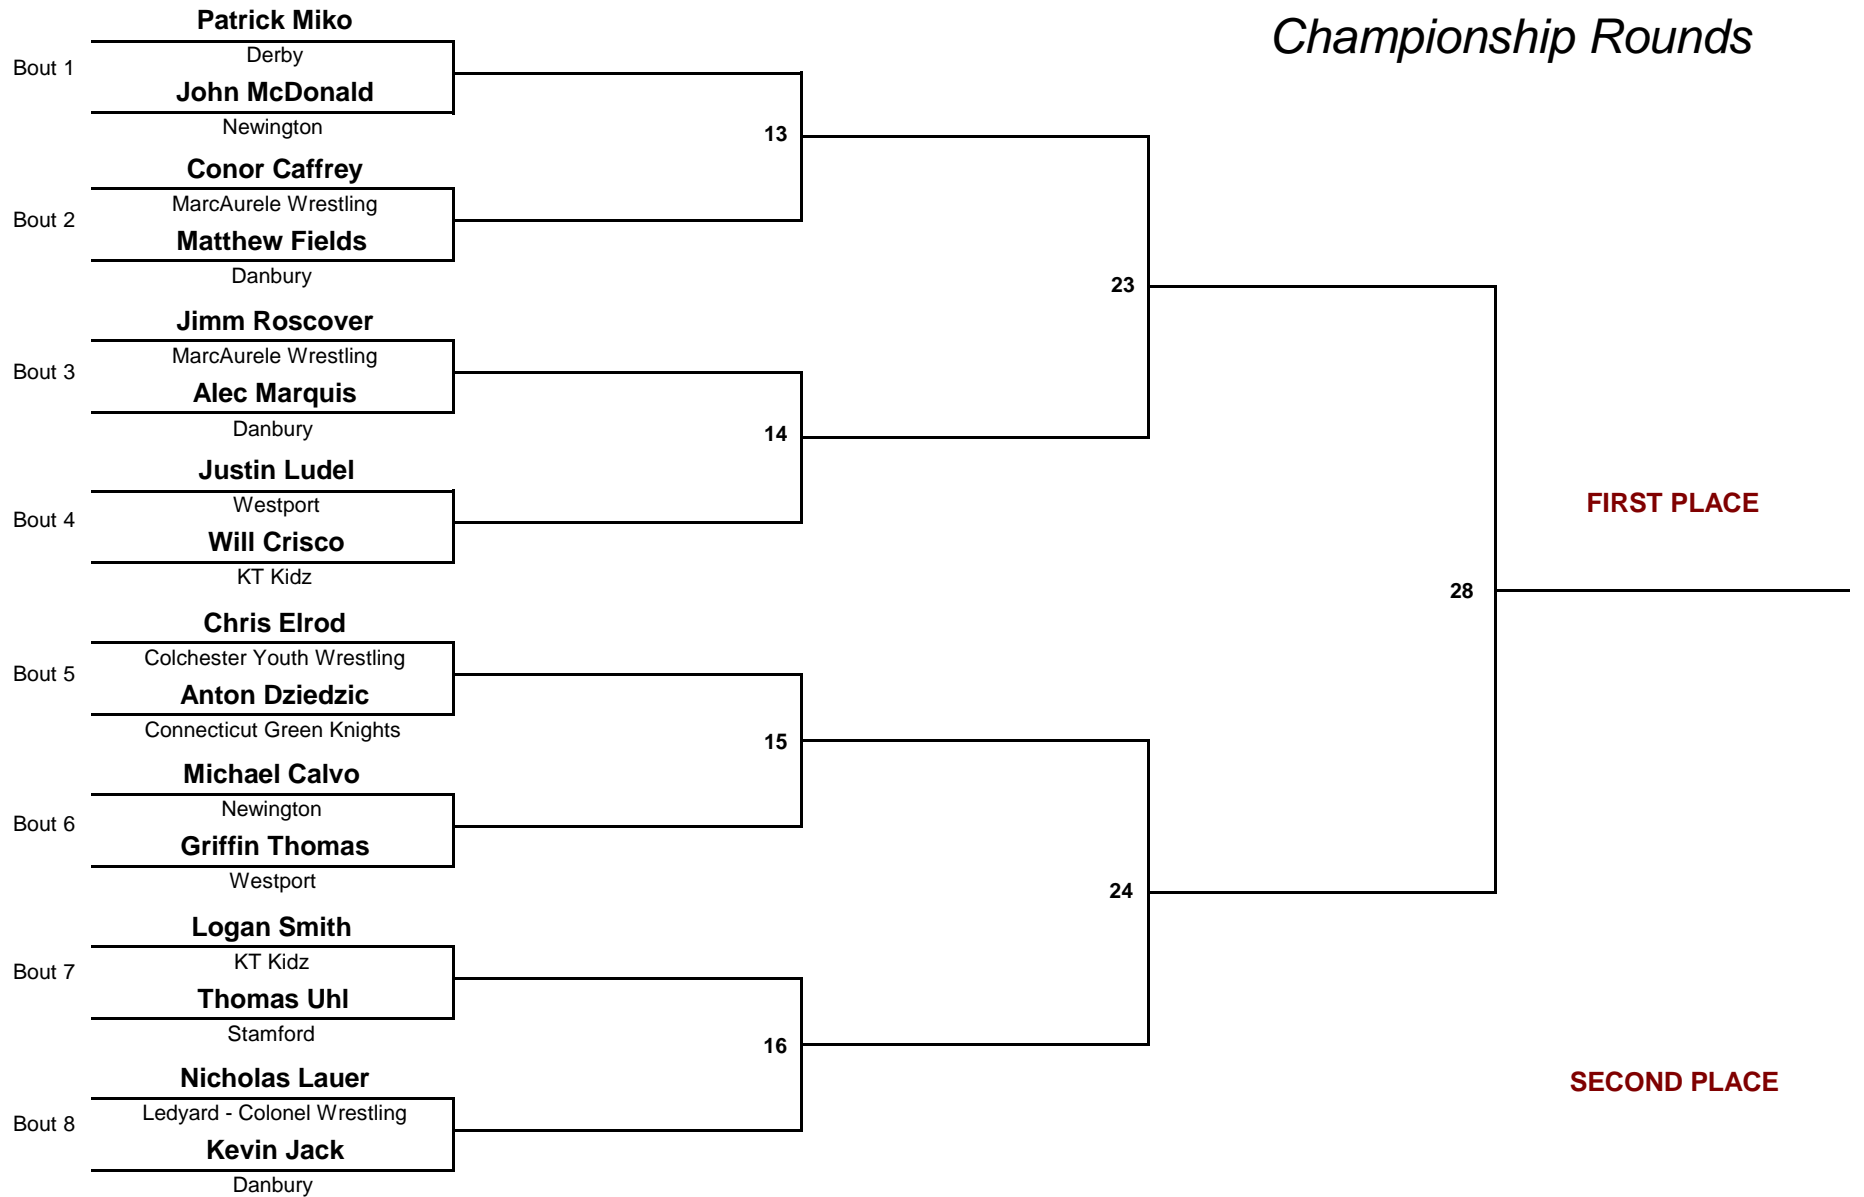 Championship Rounds
Patrick Miko
Bout 1
Derby
John McDonald
Newington
13
Conor Caffrey
Bout 2
MarcAurele Wrestling
Matthew Fields
Danbury
23
Jimm Roscover
Bout 3
MarcAurele Wrestling
Alec Marquis
Danbury
14
Justin Ludel
Bout 4
Westport
Will Crisco
KT Kidz
FIRST PLACE
28
Chris Elrod
Bout 5
Colchester Youth Wrestling
Anton Dziedzic
Connecticut Green Knights
15
Michael Calvo
Bout 6
Newington
Griffin Thomas
Westport
24
Logan Smith
Bout 7
KT Kidz
Thomas Uhl
Stamford
16
Nicholas Lauer
Bout 8
Ledyard - Colonel Wrestling
Kevin Jack
Danbury
SECOND PLACE